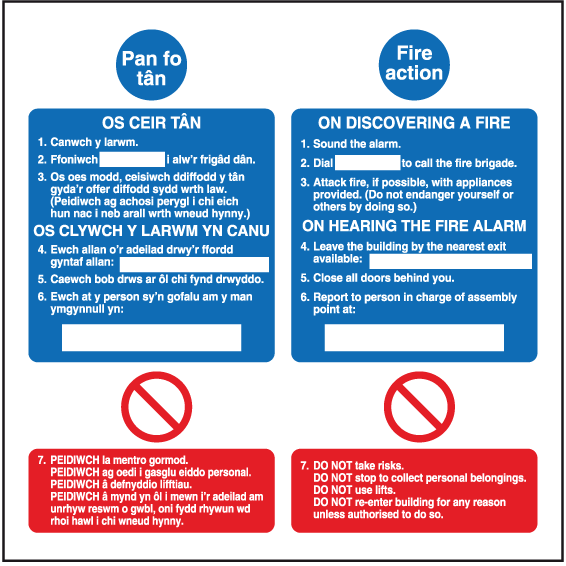 Pan fo
tân
OS CEIR TÂN
1. Canwch y larwm.
2. Ffoniwch i alw'r frigâd dân.
3. Os oes modd, ceisiwch ddiffodd y tân
gyda'r offer diffodd sydd wrth law.
(Peidiwch ag achosi perygl i chi eich
hun nac i neb arall wrth wneud hynny.)
OS CLYWCH Y LARWM YN CANU
4. Ewch allan o'r adeilad drwy'r ffordd
gyntaf allan:
5. Caewch bob drws ar ôl chi fynd drwyddo.
6. Ewch at y person sy'n gofalu am y man
ymgynnull yn:
7. PEIDIWCH la mentro gormod.
PEIDIWCH ag oedi i gasglu eiddo personal.
PEIDIWCH â defnyddio lifftiau.
PEIDIWCH â mynd yn ôl i mewn i'r adeilad am
unrhyw reswm o gwbl, oni fydd rhywun wd
rhoi hawl i chi wneud hynny.
Fire
action
ON DISCOVERING A FIRE
1. Sound the alarm.
2. Dial to call the fire brigade.
3. Attack fire, if possible, with appliances
provided. (Do not endanger yourself or
others by doing so.)
ON HEARING THE FIRE ALARM
4. Leave the building by the nearest exit
available:
5. Close all doors behind you.
6. Report to person in charge of assembly
point at:
7. DO NOT take risks.
DO NOT stop to collect personal belongings.
DO NOT use lifts.
DO NOT re-enter building for any reason
unless authorised to do so.